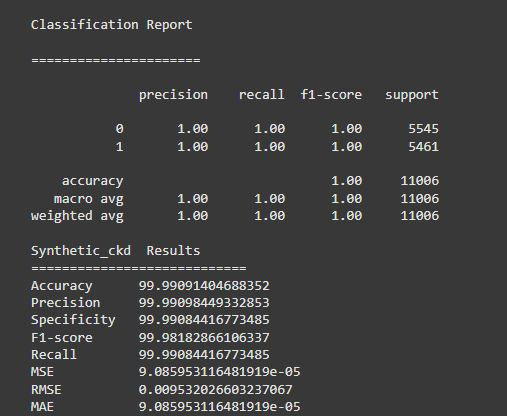 Classification Report
======================
precision recall f1-score support
0 1.00 1.00 1.00 5545
1 1.00 1.00 1.00 5461
accuracy 1.00 11006
macro avg 1.00 1.00 1.00 11006
weighted avg 1.00 1.00 1.00 11006
Synthetic_ckd Results
============================
Accuracy 99.99091404688352
Precision 99.99098449332853
Specificity 99.99084416773485
F1-score 99.98182866106337
Recall 99.99084416773485
MSE 9.085953116481919e-05
RMSE 0.009532026603237067
MAE 9.085953116481919e-05